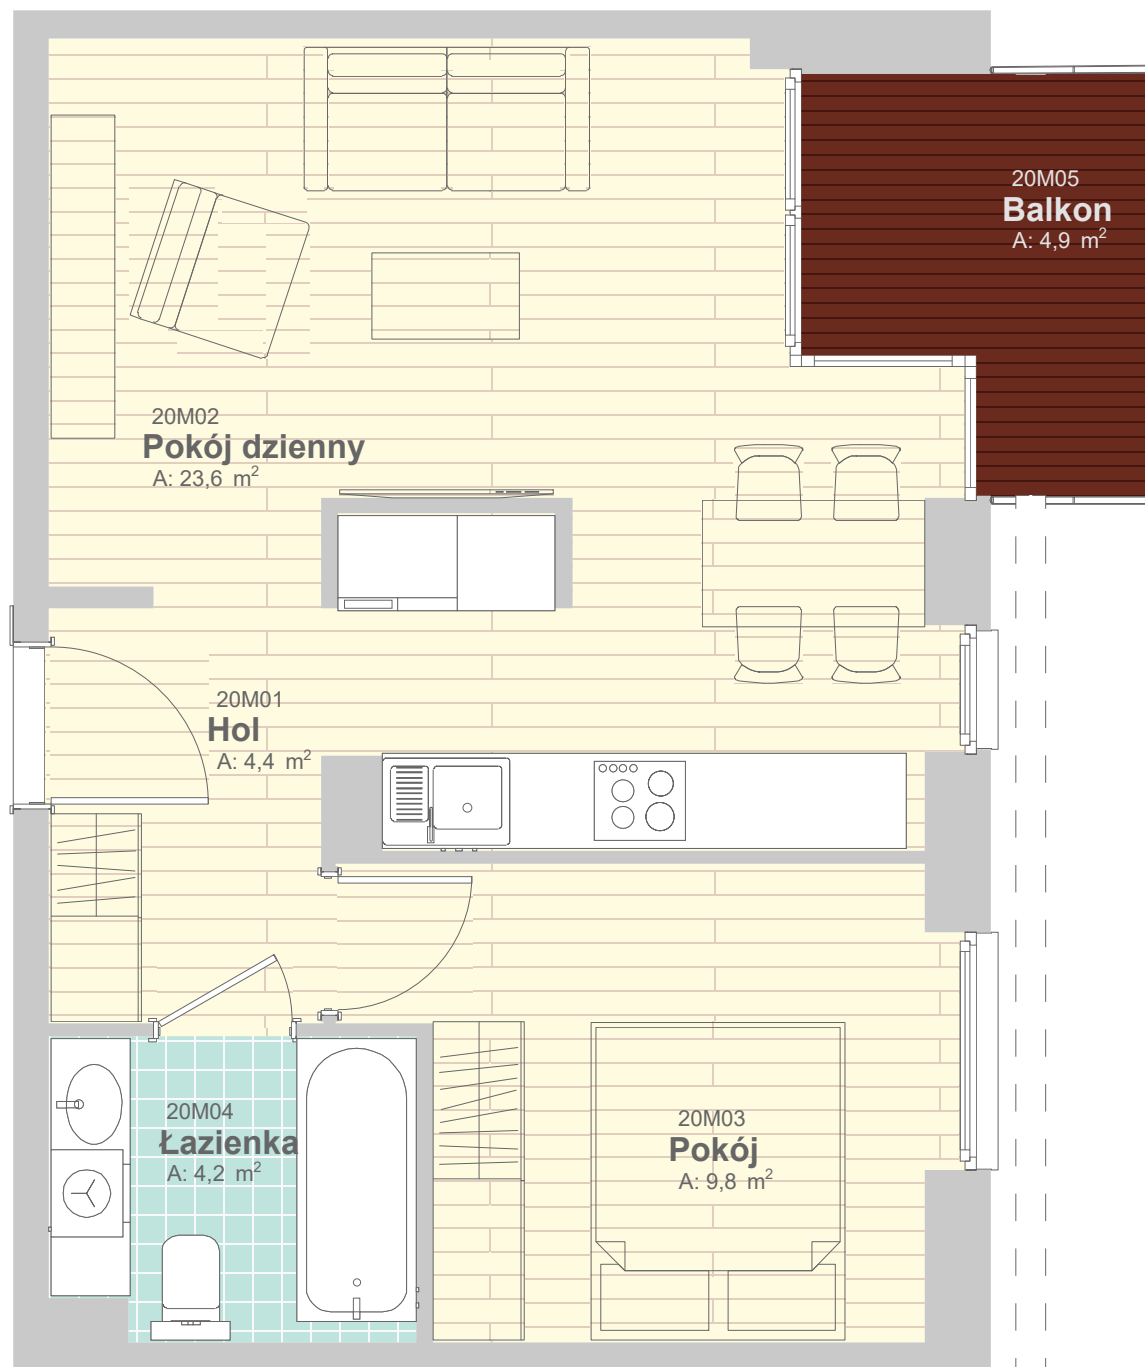 20M05
Balkon
A: 4,9 m²
20M02
Pokój dzienny
A: 23,6 m²
20M01
Hol
A: 4,4 m²
20M04
Łazienka
A: 4,2 m²
20M03
Pokój
A: 9,8 m²